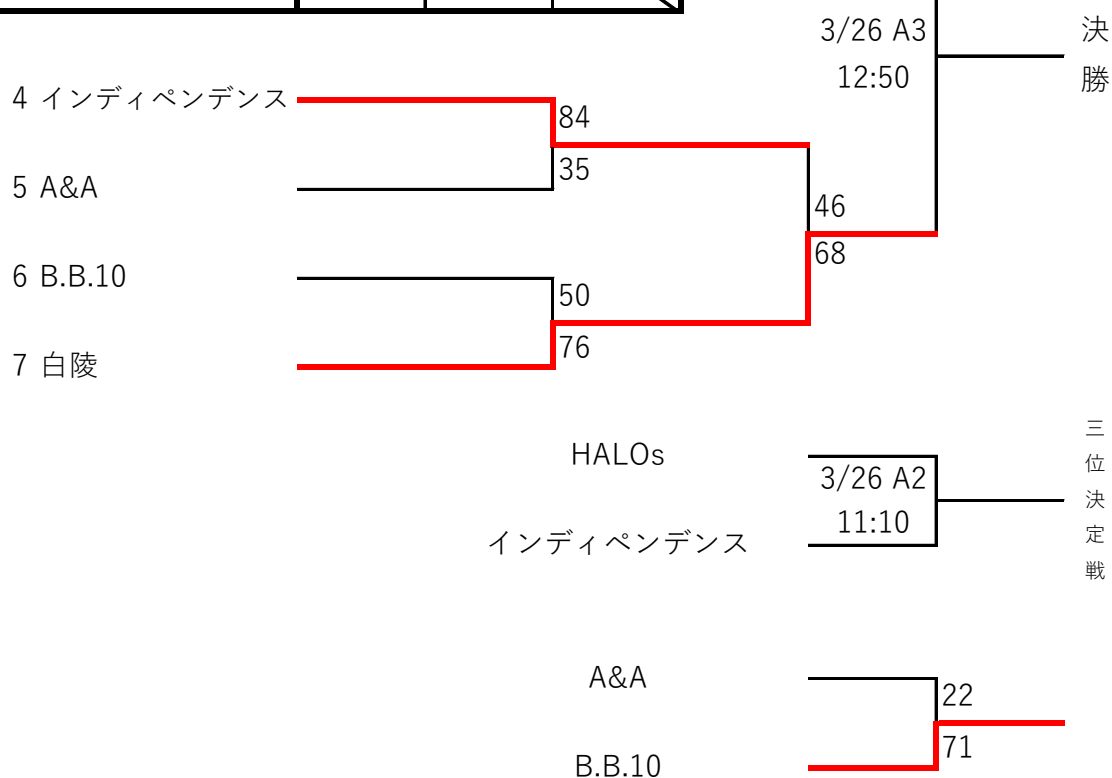 3/26 A3
12:50
決勝
4 インディペンデンス
84
35
5 A&A
46
68
6 B.B.10
50
76
7 白陵
HALOs
3/26 A2
11:10
インディペンデンス
三位決定戦
A&A
22
71
B.B.10